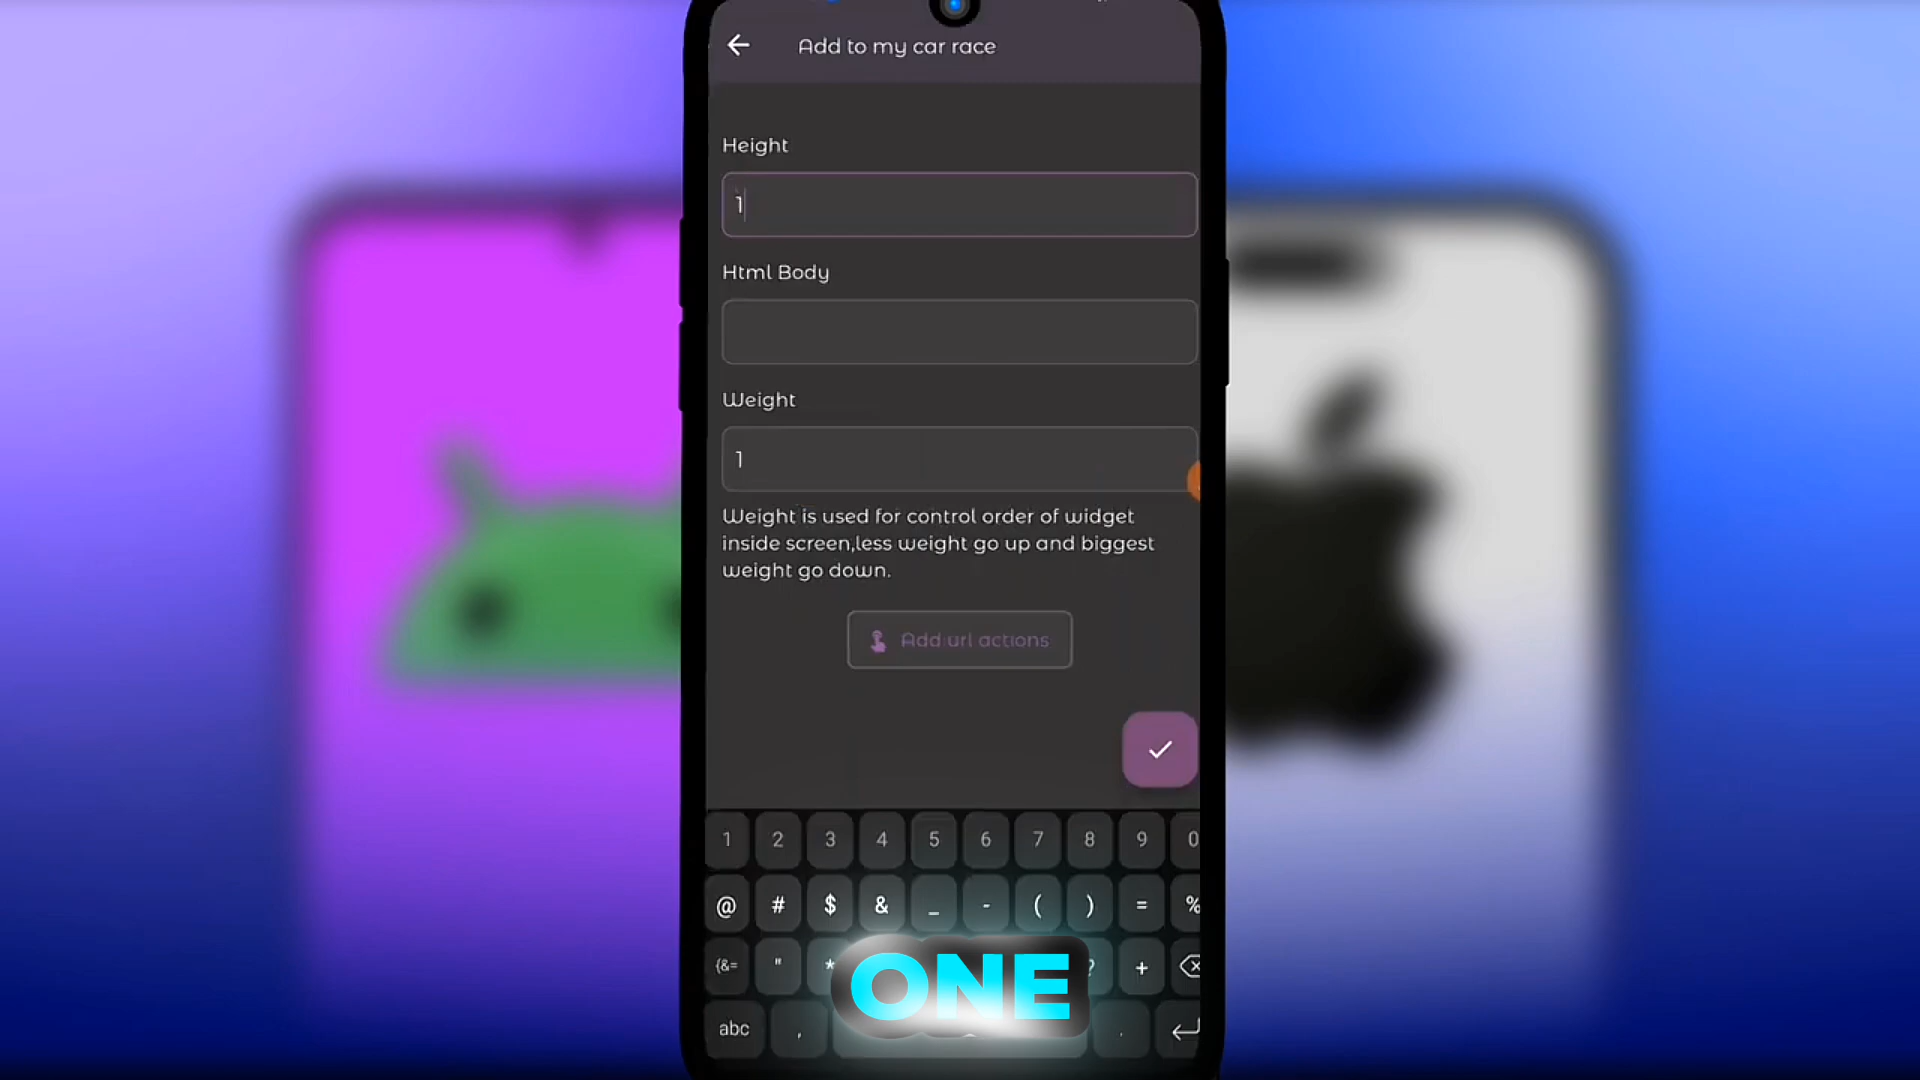 Add to my car race
Height
1
Html Body
Weight
1
Weight is used for control order of widget
inside screen,less weight go up and biggest
weight go down.
Add url actions
1 2 3 4 5 6 7 8 9 0
@ # $ & _ - ( ) = %
{&= " * ? +
ONE
abc , .